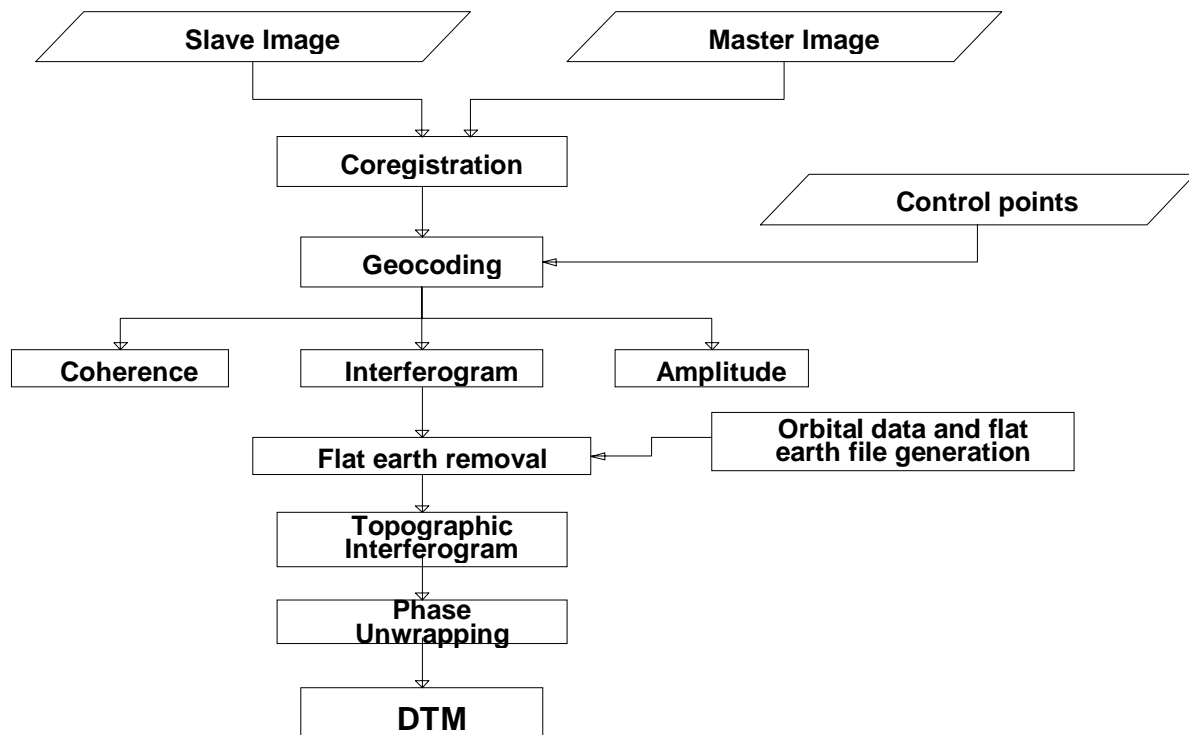 Slave Image
Master Image
Coregistration
Control points
Geocoding
Coherence
Interferogram
Amplitude
Flat earth removal
Orbital data and flat
earth file generation
Topographic
Interferogram
Phase
Unwrapping
DTM